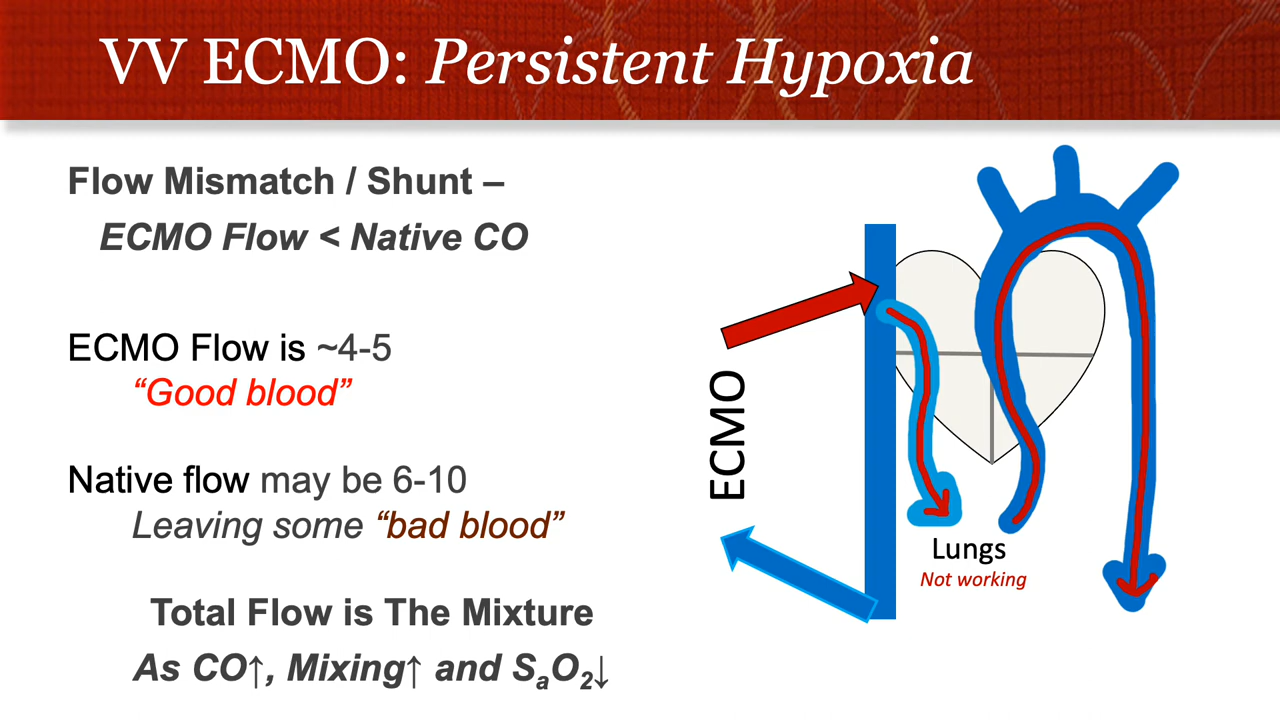 VV ECMO: Persistent Hypoxia
Flow Mismatch / Shunt –
ECMO Flow < Native CO
ECMO Flow is ~4-5
“Good blood”
Native flow may be 6-10
Leaving some “bad blood”
Total Flow is The Mixture
As CO↑, Mixing↑ and SaO2↓
ECMO
Lungs
Not working